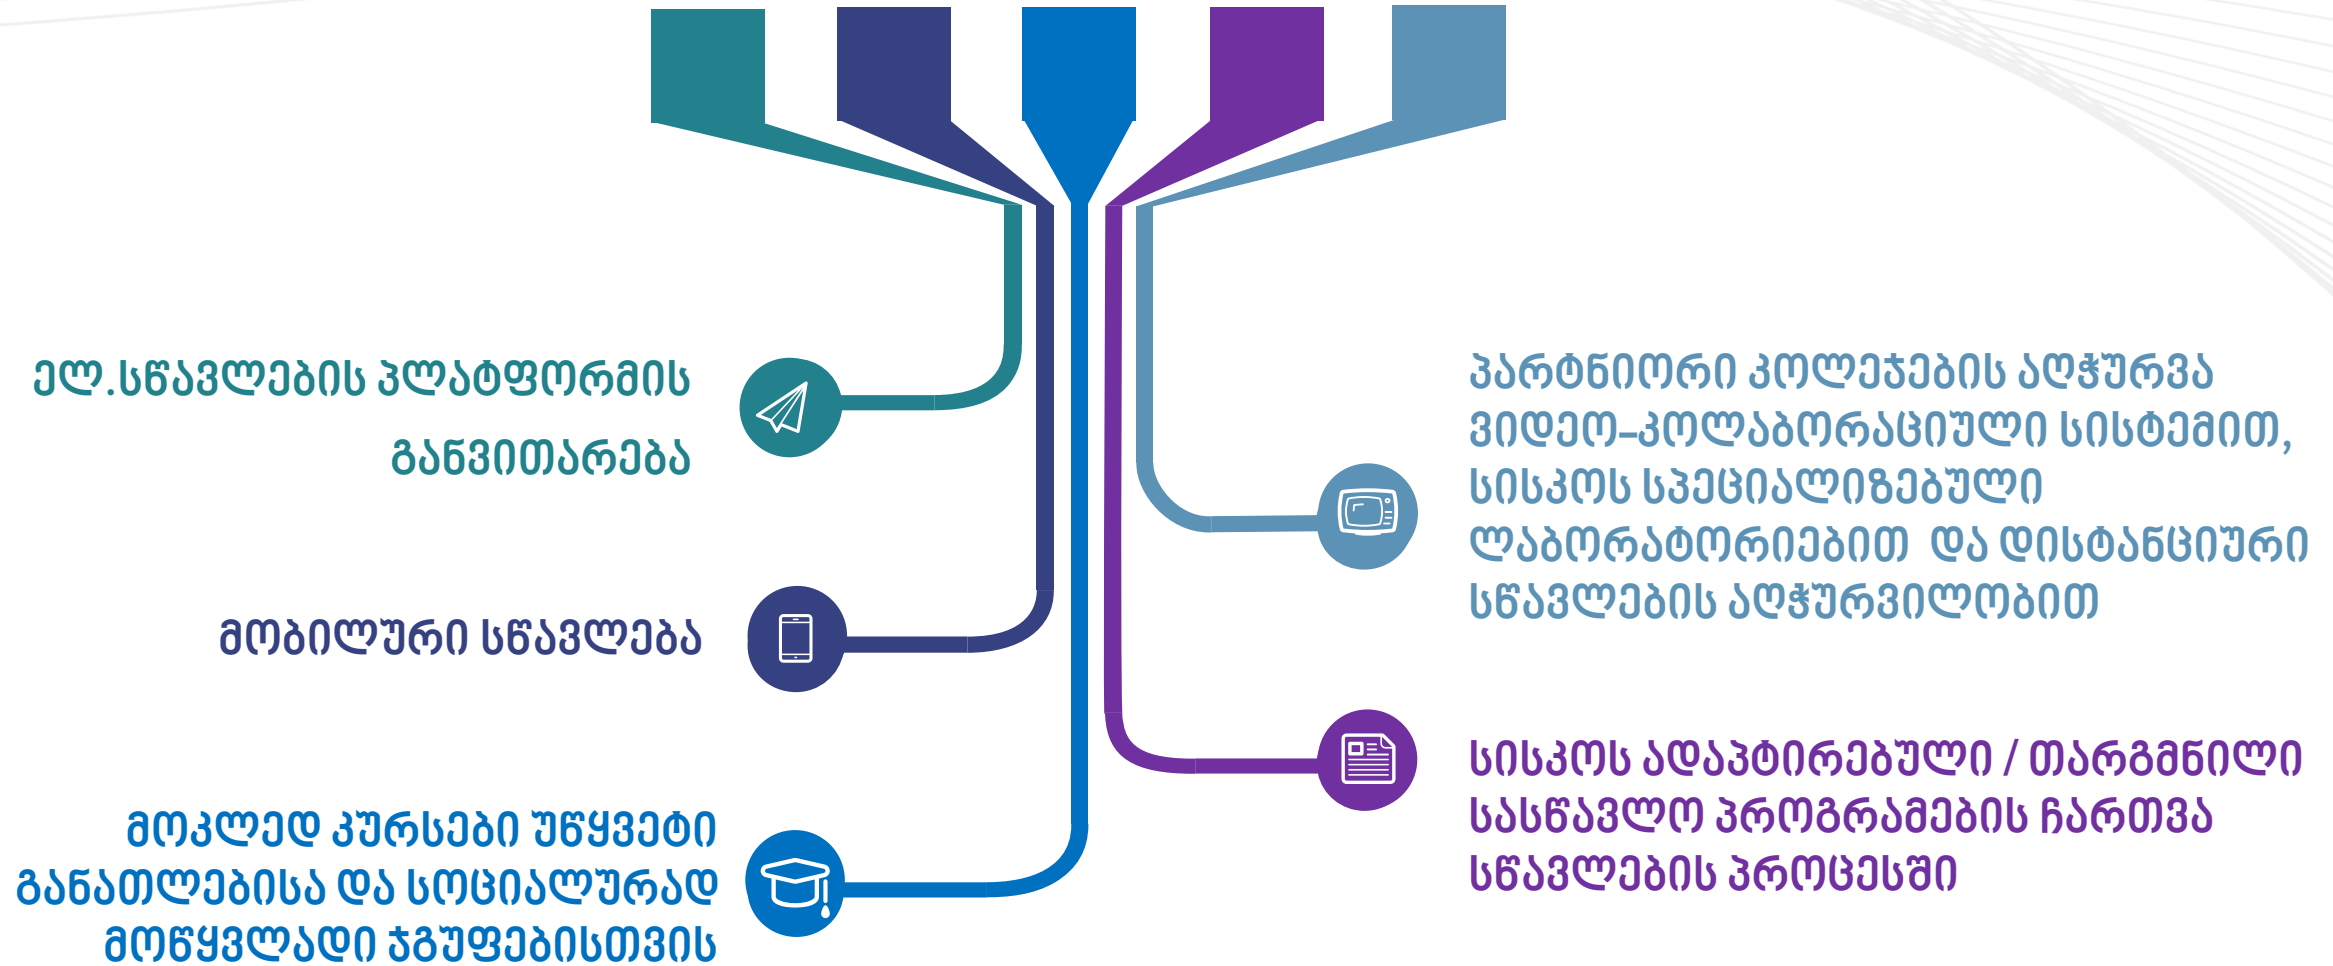 ელ.სწავლების პლატფორმის
განვითარება
მობილური სწავლება
მოკლედ კურსები უწყვეტი
განათლებისა და სოციალურად
მოწყვლადი ჯგუფებისთვის
პარტნიორი კოლეჯების აღჭურვა
ვიდეო-კოლაბორაციული სისტემით,
სისკოს სპეციალიზებული
ლაბორატორიებით და დისტანციური
სწავლების აღჭურვილობით
სისკოს ადაპტირებული / თარგმნილი
სასწავლო პროგრამების ჩართვა
სწავლების პროცესში